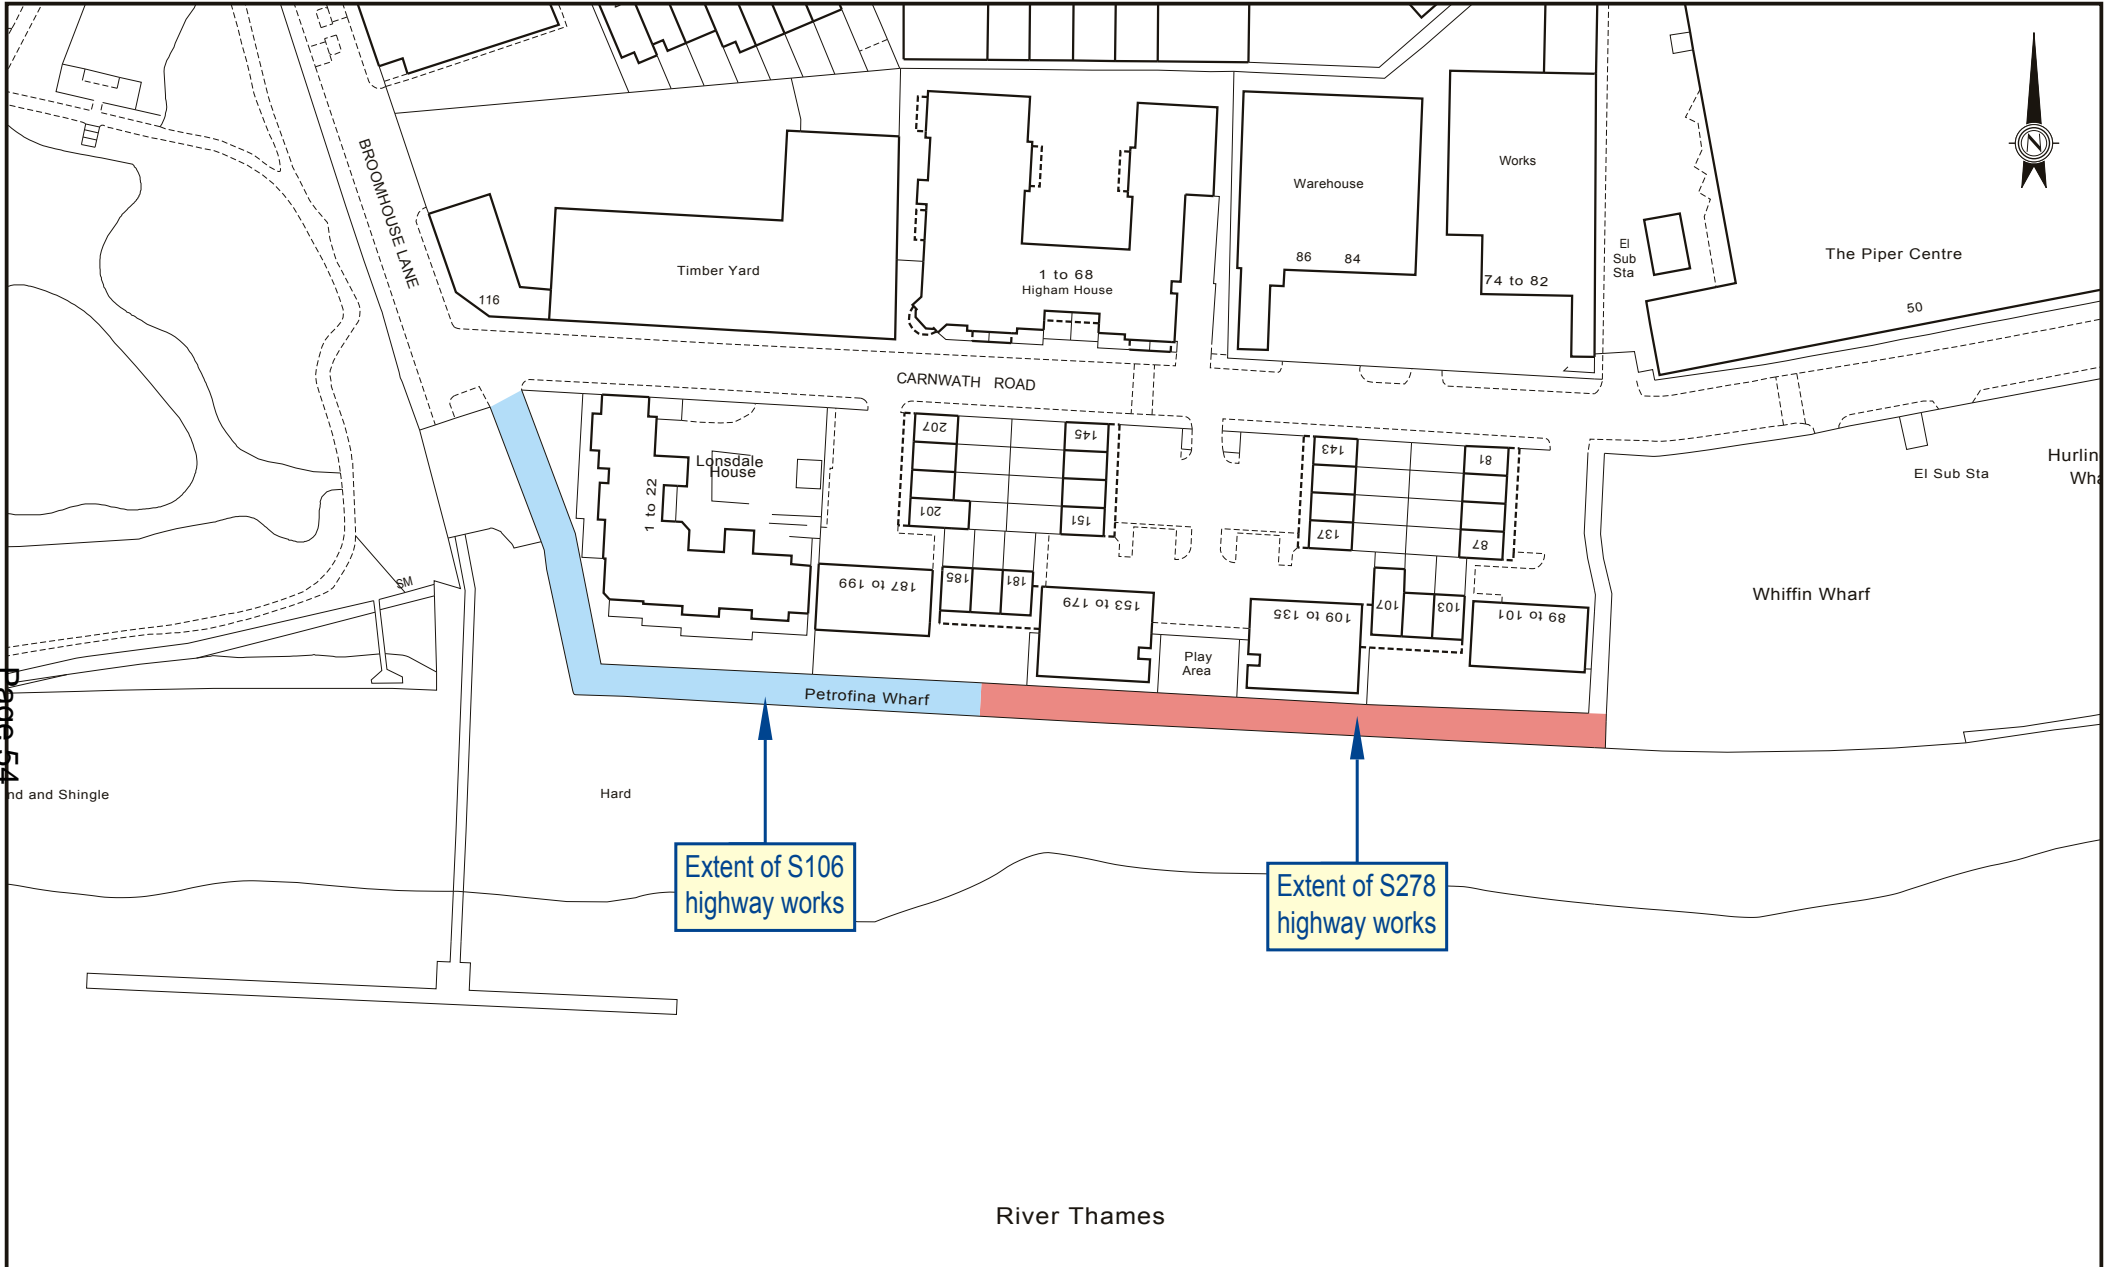 BROOMHOUSE LANE
N
Works
Warehouse
El
Sub
Sta
The Piper Centre
Timber Yard
86
84
1 to 68
Higham House
74 to 82
116
50
CARNWATH ROAD
207
145
143
81
Lonsdale
House
1 to 22
El Sub Sta
Hurlin
Wha
201
151
137
87
SM
187 to 199
185
181
153 to 179
109 to 135
107
103
89 to 101
Whiffin Wharf
Play
Area
Petrofina Wharf
Page 54
nd and Shingle
Hard
Extent of S106
highway works
Extent of S278
highway works
River Thames